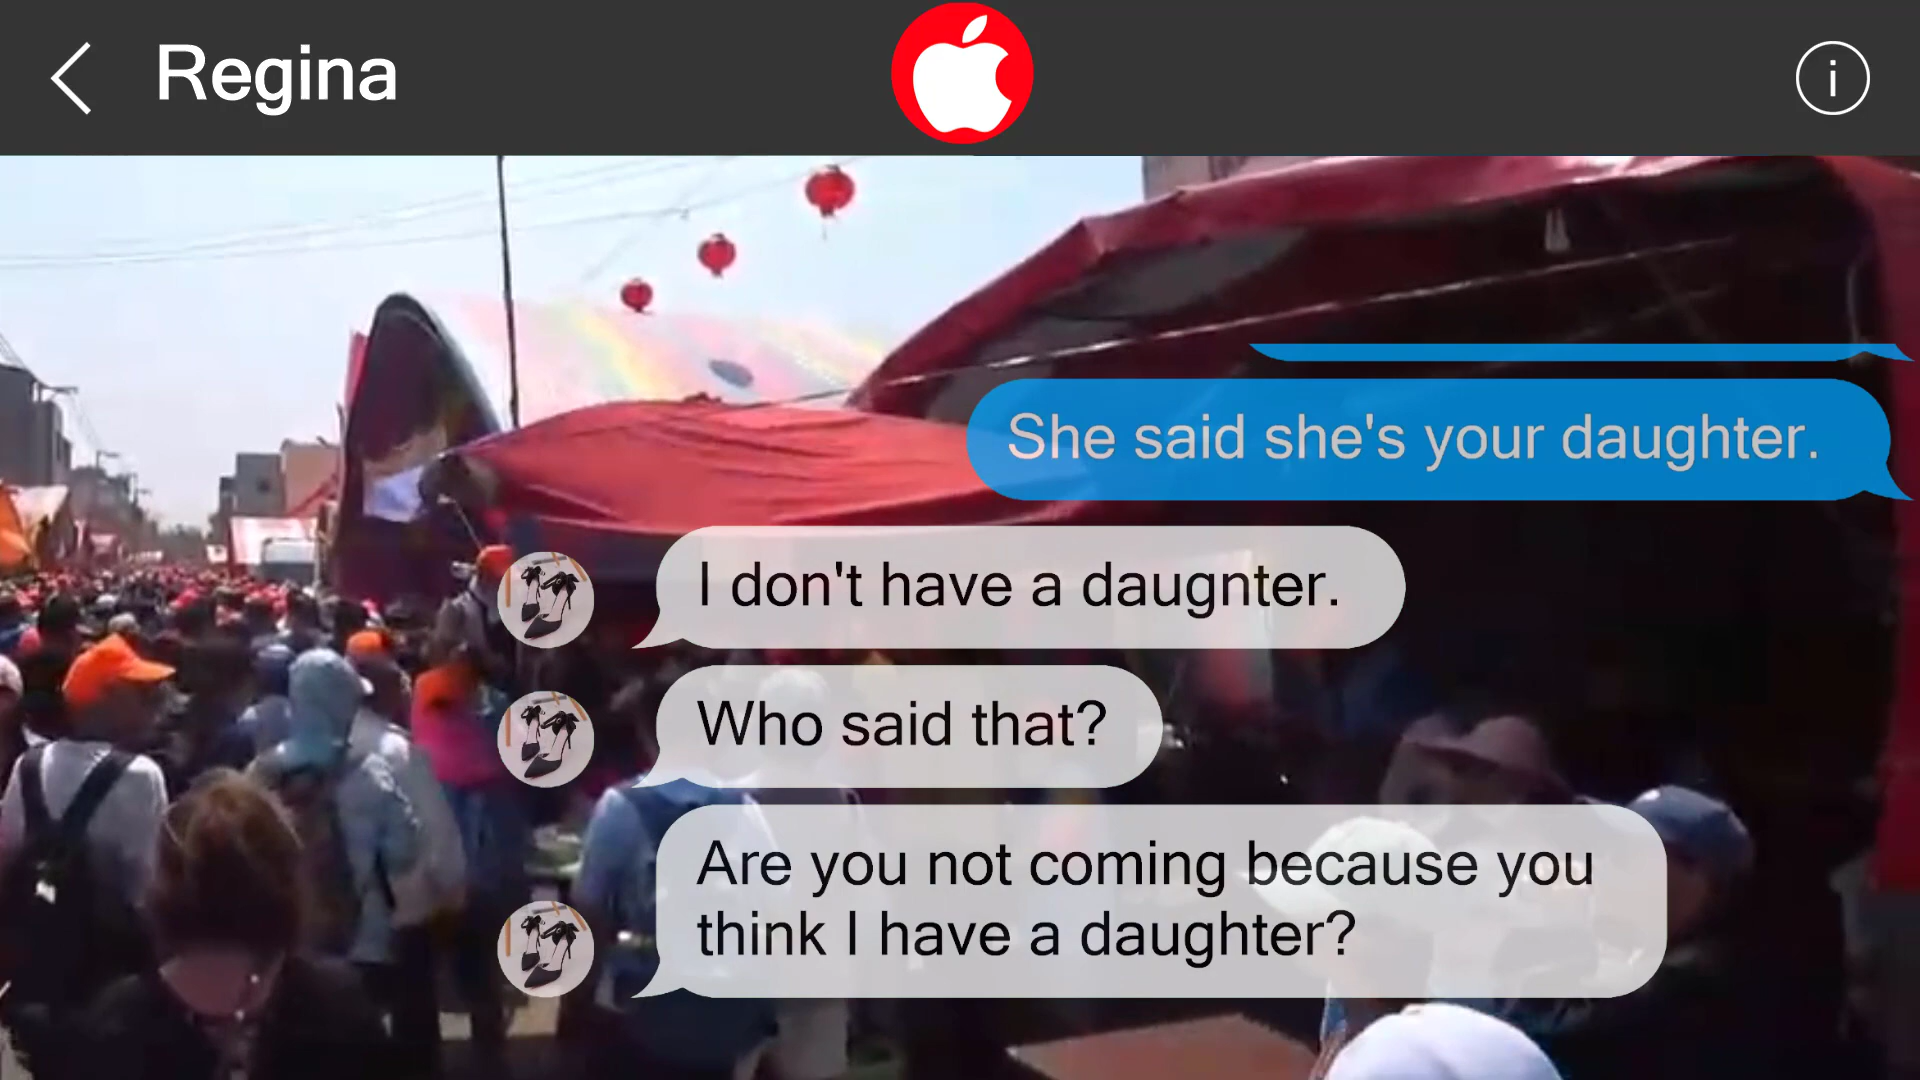 Regina
i
She said she's your daughter.
I don't have a daugnter.
Who said that?
Are you not coming because you
think I have a daughter?